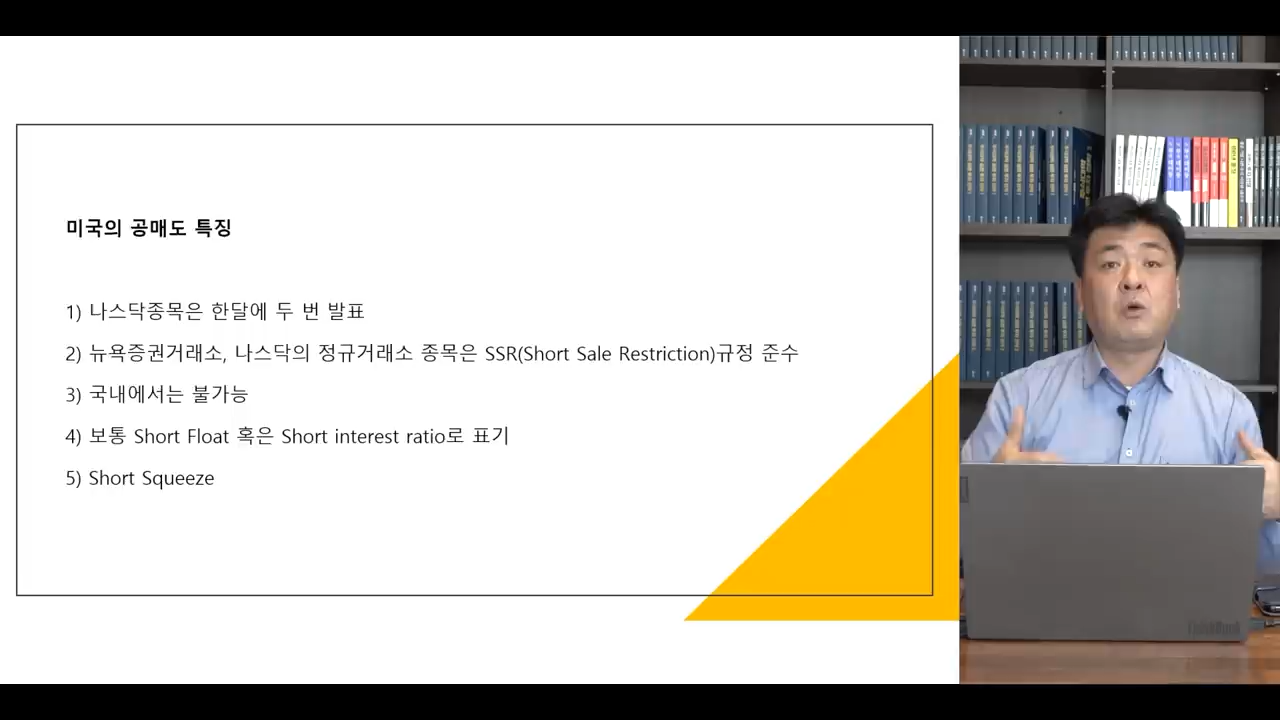 미국의 공매도 특징
1) 나스닥종목은 한달에 두 번 발표
2) 뉴욕증권거래소, 나스닥의 정규거래소 종목은 SSR(Short Sale Restriction)규정 준수
3) 국내에서는 불가능
4) 보통 Short Float 혹은 Short interest ratio로 표기
5) Short Squeeze
ThinkBook